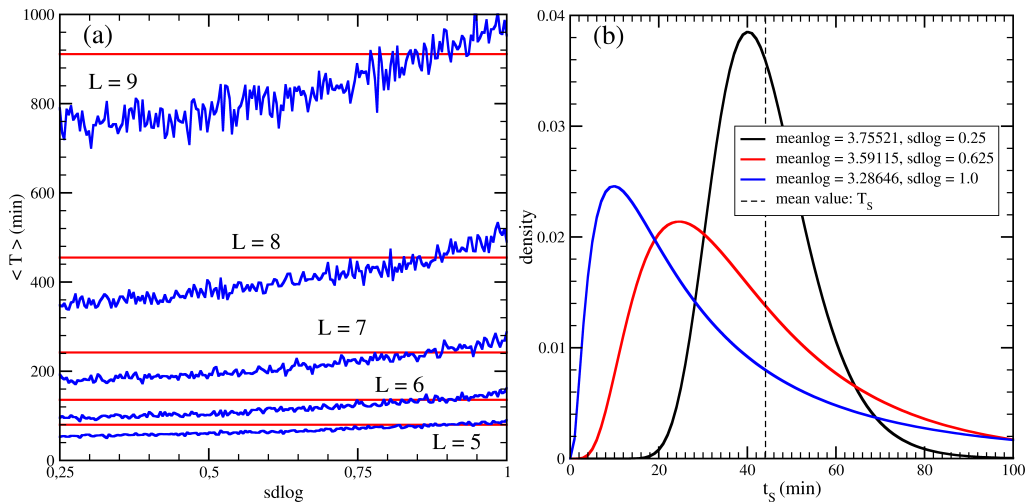 (a)
L = 9
L = 8
L = 7
L = 6
L = 5
1000
800
600
400
200
0
< T > (min)
0,25
0,5
0,75
1
sdlog
(b)
0.04
0.03
0.02
0.01
0.00
density
meanlog = 3.75521, sdlog = 0.25
meanlog = 3.59115, sdlog = 0.625
meanlog = 3.28646, sdlog = 1.0
mean value: T_S
0
20
40
60
80
100
t_S (min)